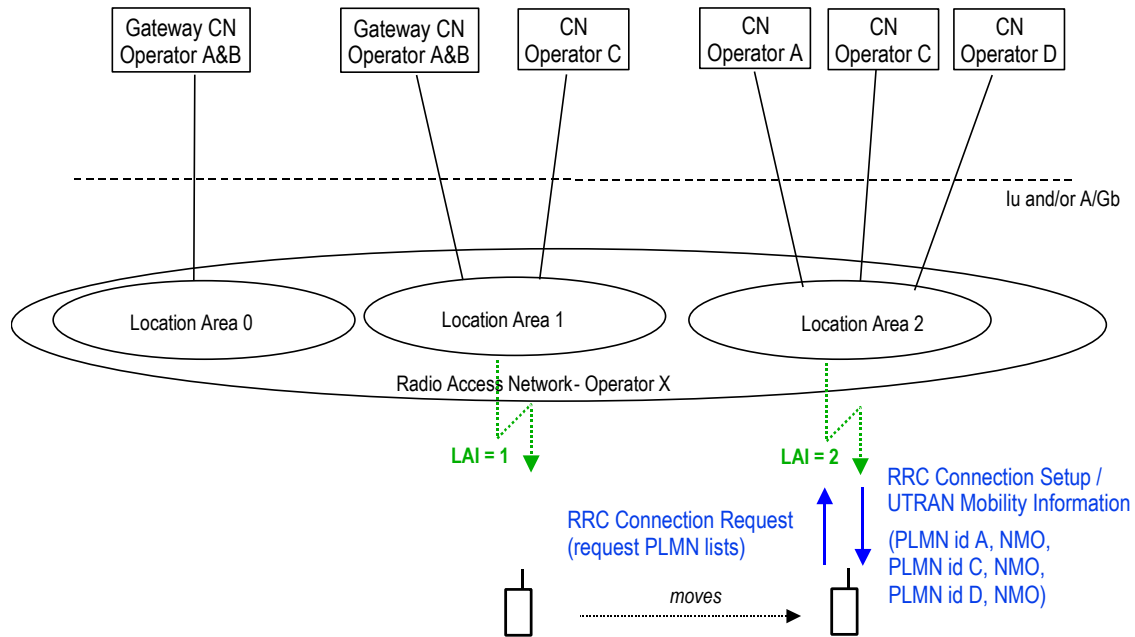 Gateway CN
Operator A&B
Gateway CN
Operator A&B
CN
Operator C
CN
Operator A
CN
Operator C
CN
Operator D
Iu and/or A/Gb
Location Area 0
Location Area 1
Location Area 2
Radio Access Network - Operator X
LAI = 1
LAI = 2
RRC Connection Setup /
UTRAN Mobility Information
(PLMN id A, NMO,
PLMN id C, NMO,
PLMN id D, NMO)
RRC Connection Request
(request PLMN lists)
moves